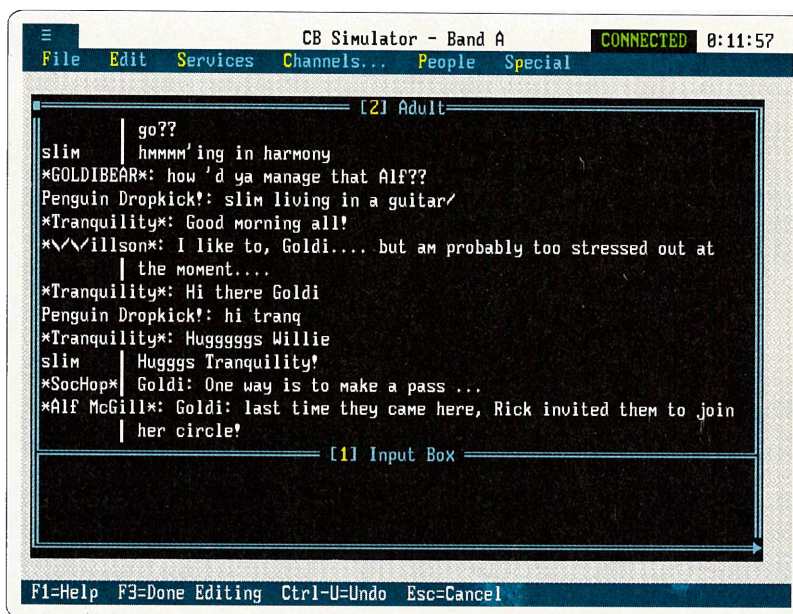 ≡ CB Simulator - Band A CONNECTED 0:11:57
File Edit Services Channels... People Special
[2] Adult
go??
slim | hmmmm'ing in harmony
*GOLDIBEAR*: how 'd ya manage that Alf??
Penguin Dropkick!: slim living in a guitar/
*Tranquility*: Good morning all!
*\/\/illson*: I like to, Goldi.... but am probably too stressed out at
the moment....
*Tranquility*: Hi there Goldi
Penguin Dropkick!: hi tranq
*Tranquility*: Hugggggs Willie
slim | Hugggs Tranquility!
*SocHop*| Goldi: One way is to make a pass ...
*Alf McGill*: Goldi: last time they came here, Rick invited them to join
her circle!
[1] Input Box
F1=Help F3=Done Editing Ctrl-U=Undo Esc=Cancel